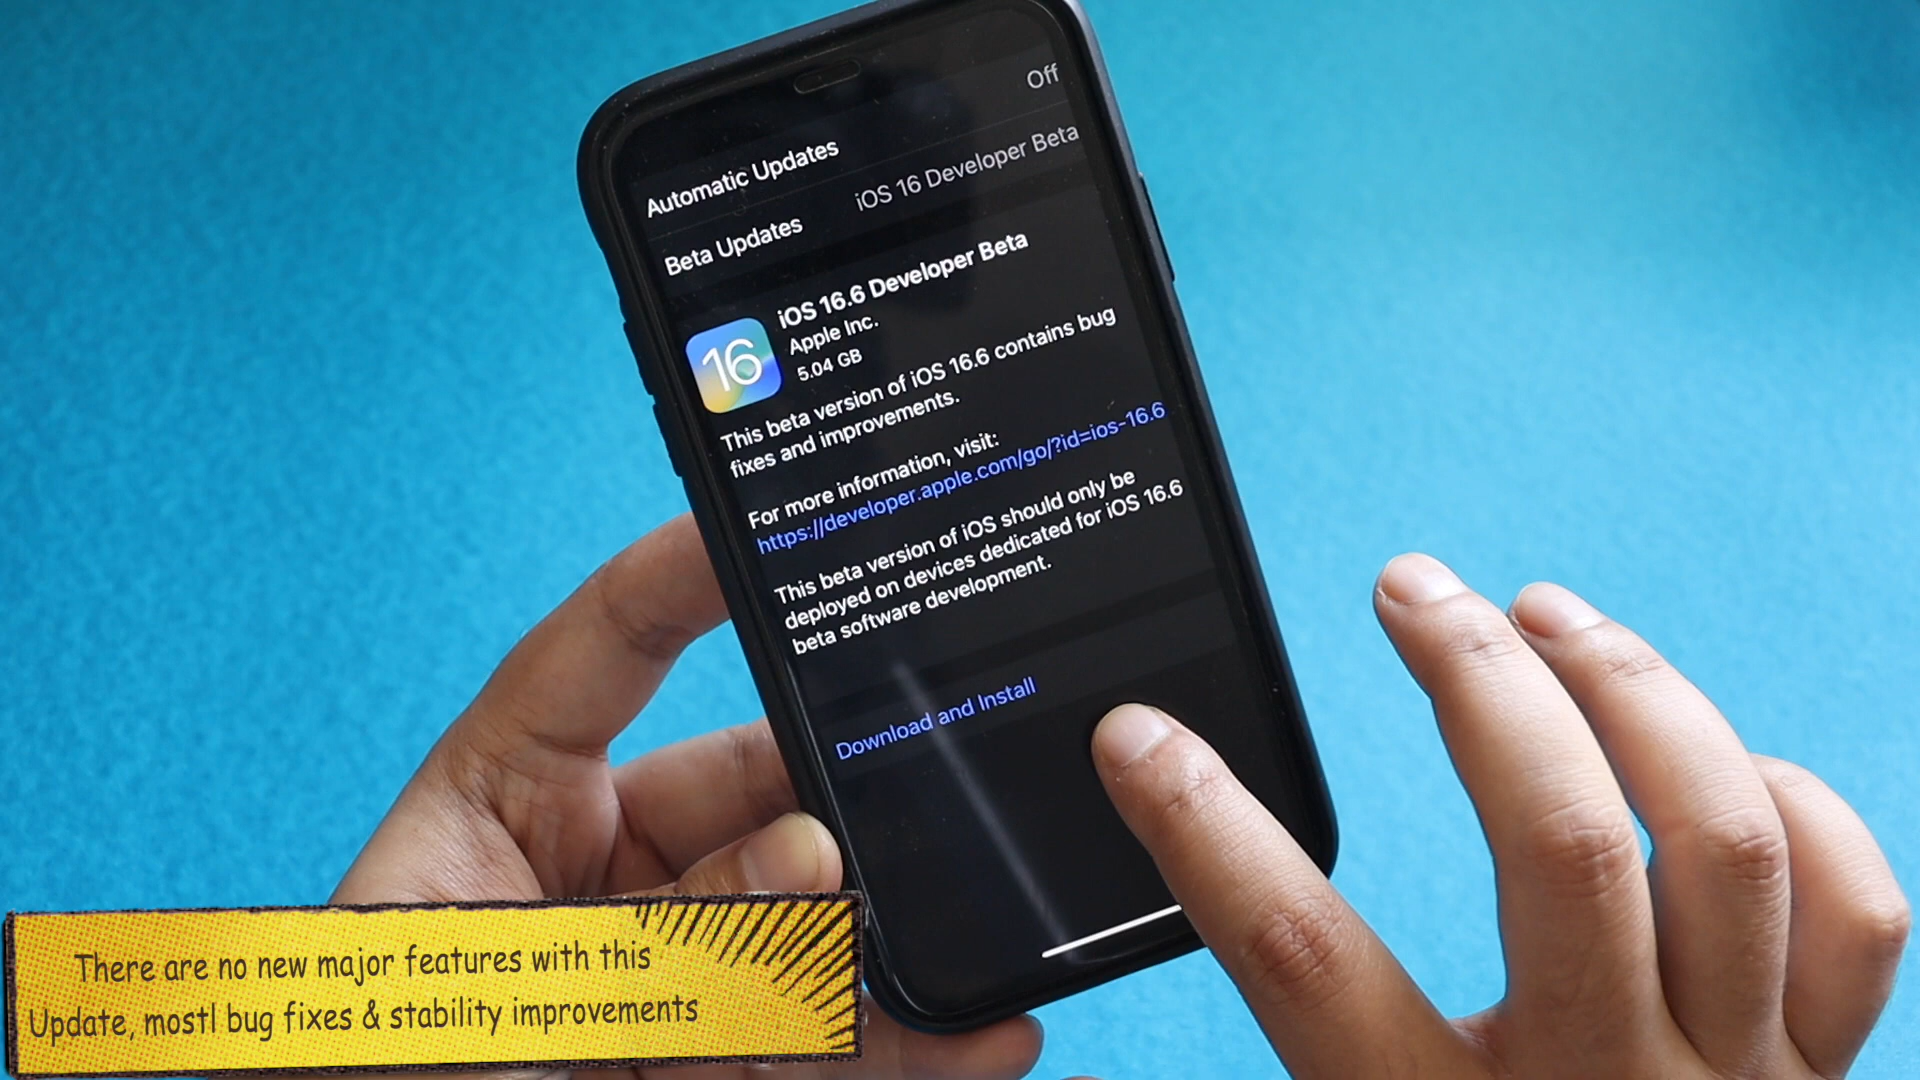 Automatic Updates Off
Beta Updates iOS 16 Developer Beta
16
iOS 16.6 Developer Beta
Apple Inc.
5.04 GB
This beta version of iOS 16.6 contains bug
fixes and improvements.
For more information, visit:
https://developer.apple.com/go/?id=ios-16.6
This beta version of iOS should only be
deployed on devices dedicated for iOS 16.6
beta software development.
Download and Install
There are no new major features with this
Update, mostl bug fixes & stability improvements